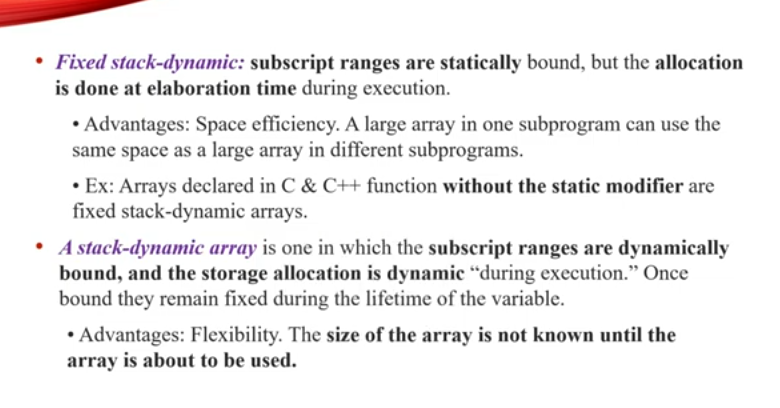 • Fixed stack-dynamic: subscript ranges are statically bound, but the allocation
is done at elaboration time during execution.
• Advantages: Space efficiency. A large array in one subprogram can use the
same space as a large array in different subprograms.
• Ex: Arrays declared in C & C++ function without the static modifier are
fixed stack-dynamic arrays.
• A stack-dynamic array is one in which the subscript ranges are dynamically
bound, and the storage allocation is dynamic “during execution.” Once
bound they remain fixed during the lifetime of the variable.
• Advantages: Flexibility. The size of the array is not known until the
array is about to be used.